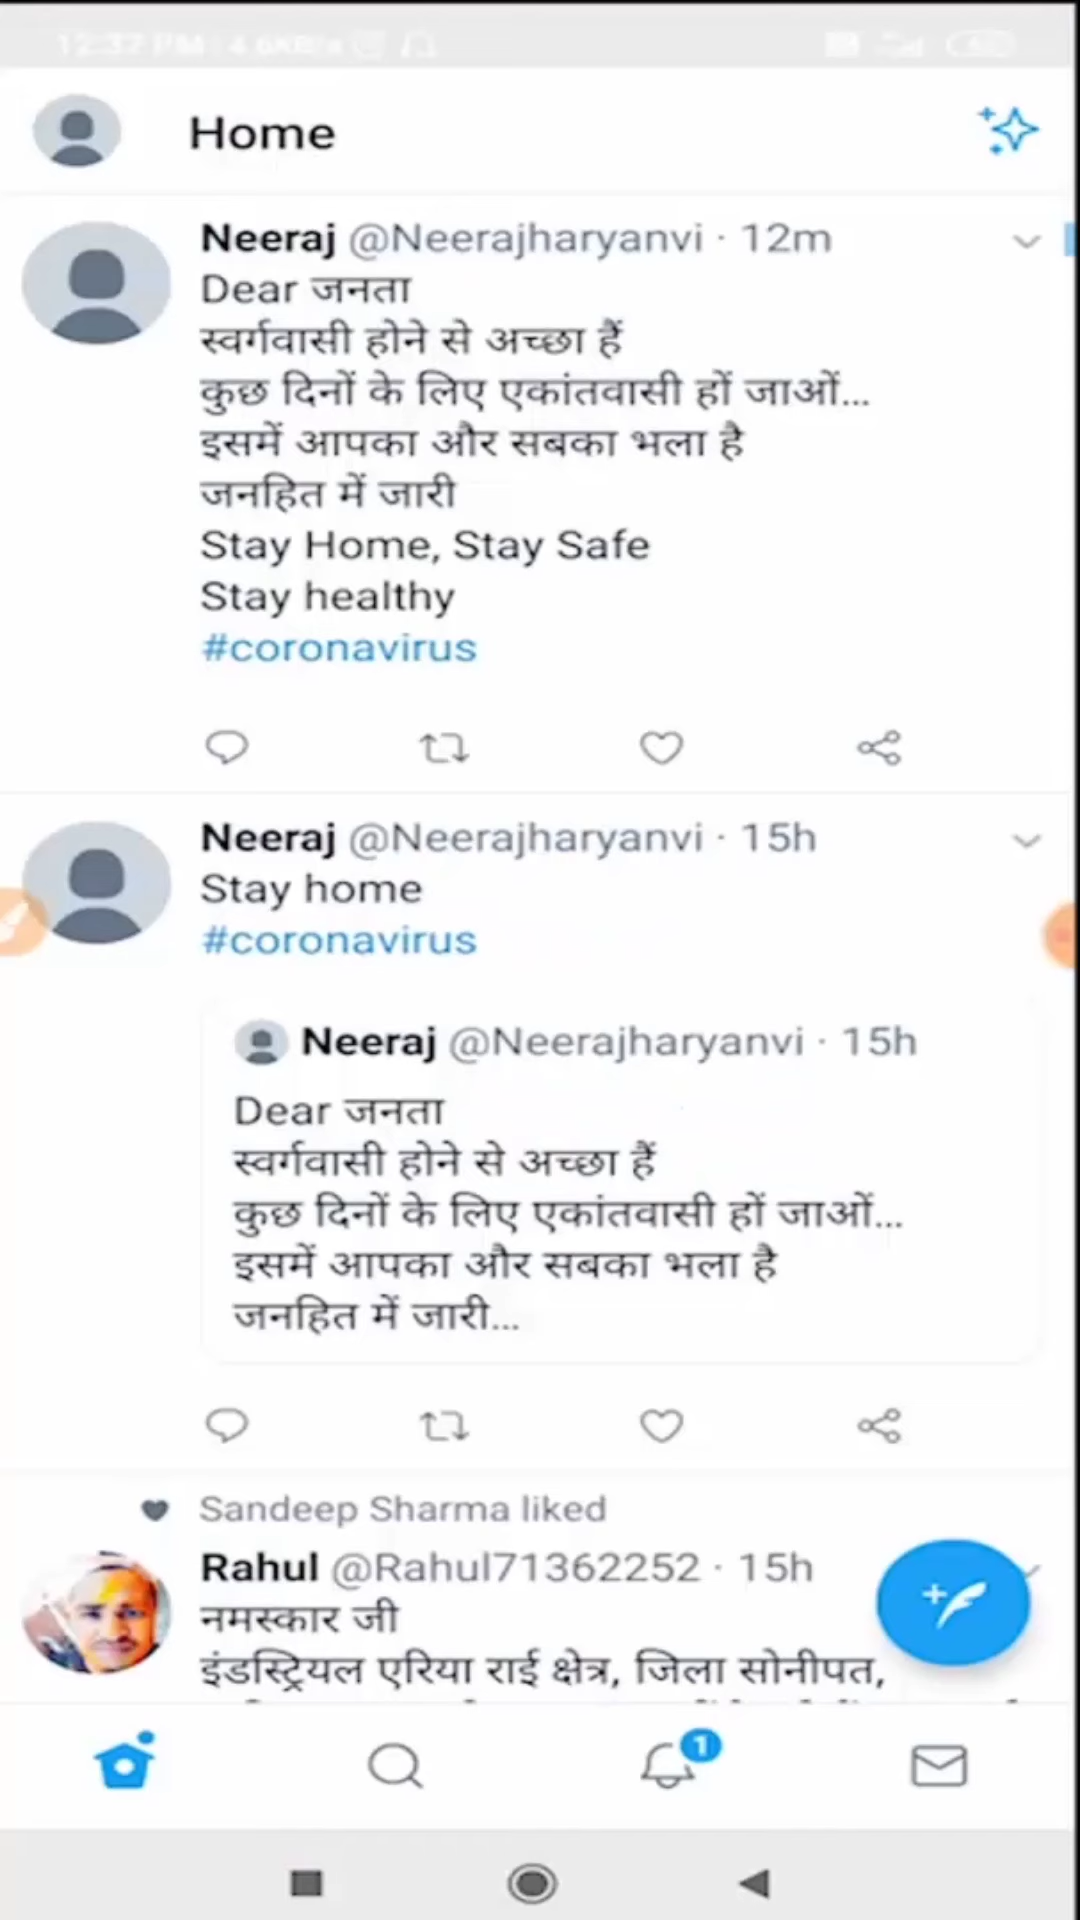 12:37 PM
Home
Neeraj @Neerajharyanvi · 12m
Dear जनता
स्वर्गवासी होने से अच्छा हैं
कुछ दिनों के लिए एकांतवासी हों जाओं...
इसमें आपका और सबका भला है
जनहित में जारी
Stay Home, Stay Safe
Stay healthy
#coronavirus
Neeraj @Neerajharyanvi · 15h
Stay home
#coronavirus
Neeraj @Neerajharyanvi · 15h
Dear जनता
स्वर्गवासी होने से अच्छा हैं
कुछ दिनों के लिए एकांतवासी हों जाओं...
इसमें आपका और सबका भला है
जनहित में जारी...
Sandeep Sharma liked
Rahul @Rahul71362252 · 15h
नमस्कार जी
इंडस्ट्रियल एरिया राई क्षेत्र, जिला सोनीपत,
1